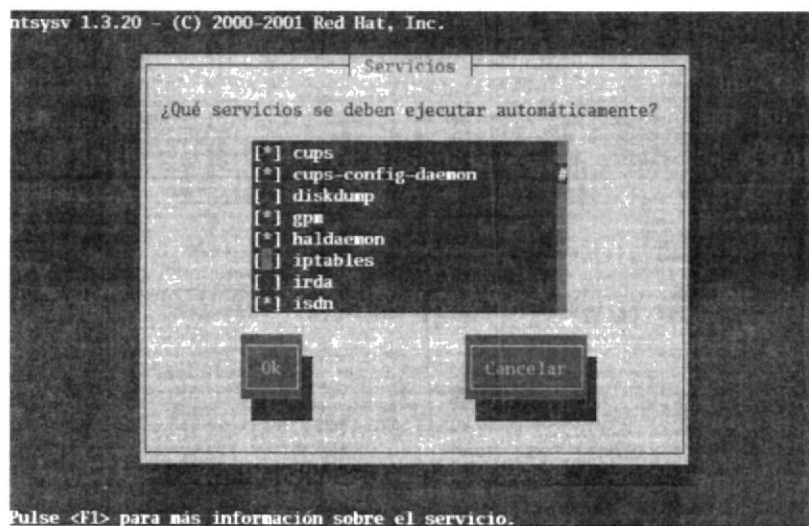 ntsysv 1.3.20 - (C) 2000-2001 Red Hat, Inc.
Servicios
¿Qué servicios se deben ejecutar automáticamente?
[*] cups
[*] cups-config-daemon #
[ ] diskdump
[*] gpm
[*] haldaemon
[ ] iptables
[ ] irda
[*] isdn
Ok Cancelar
Pulse <F1> para más información sobre el servicio.